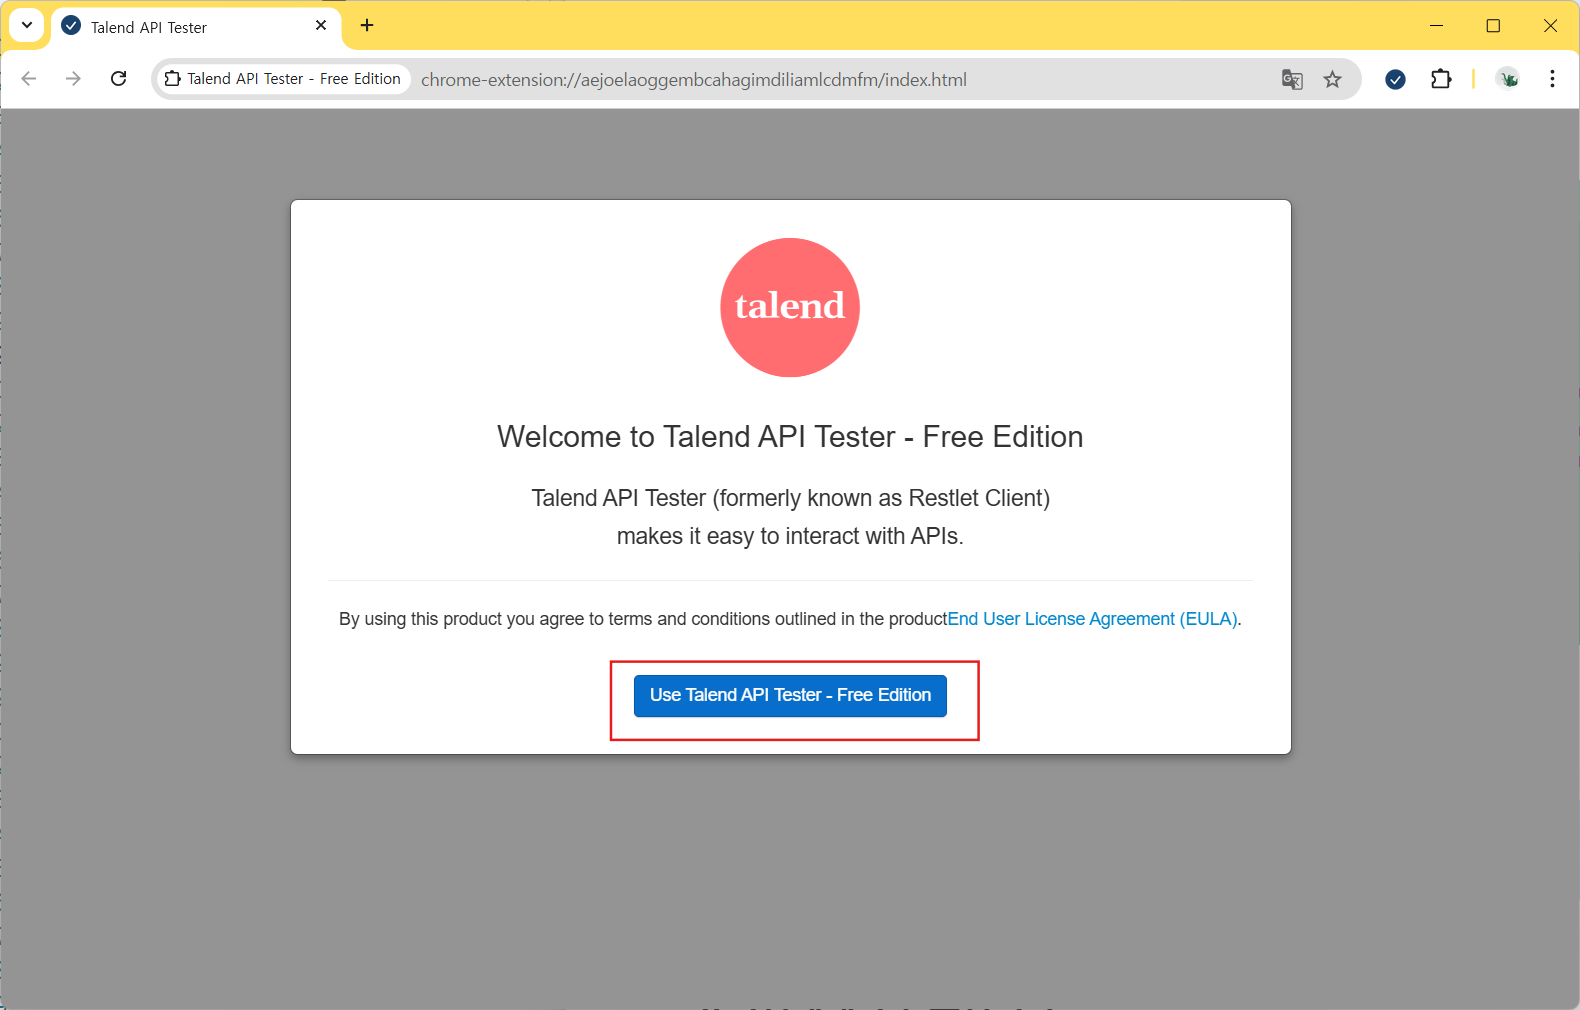 Talend API Tester
Talend API Tester - Free Edition
chrome-extension://aejoelaoggembcahagimdiliamlcdmfm/index.html
talend
Welcome to Talend API Tester - Free Edition
Talend API Tester (formerly known as Restlet Client)
makes it easy to interact with APIs.
By using this product you agree to terms and conditions outlined in the productEnd User License Agreement (EULA).
Use Talend API Tester - Free Edition